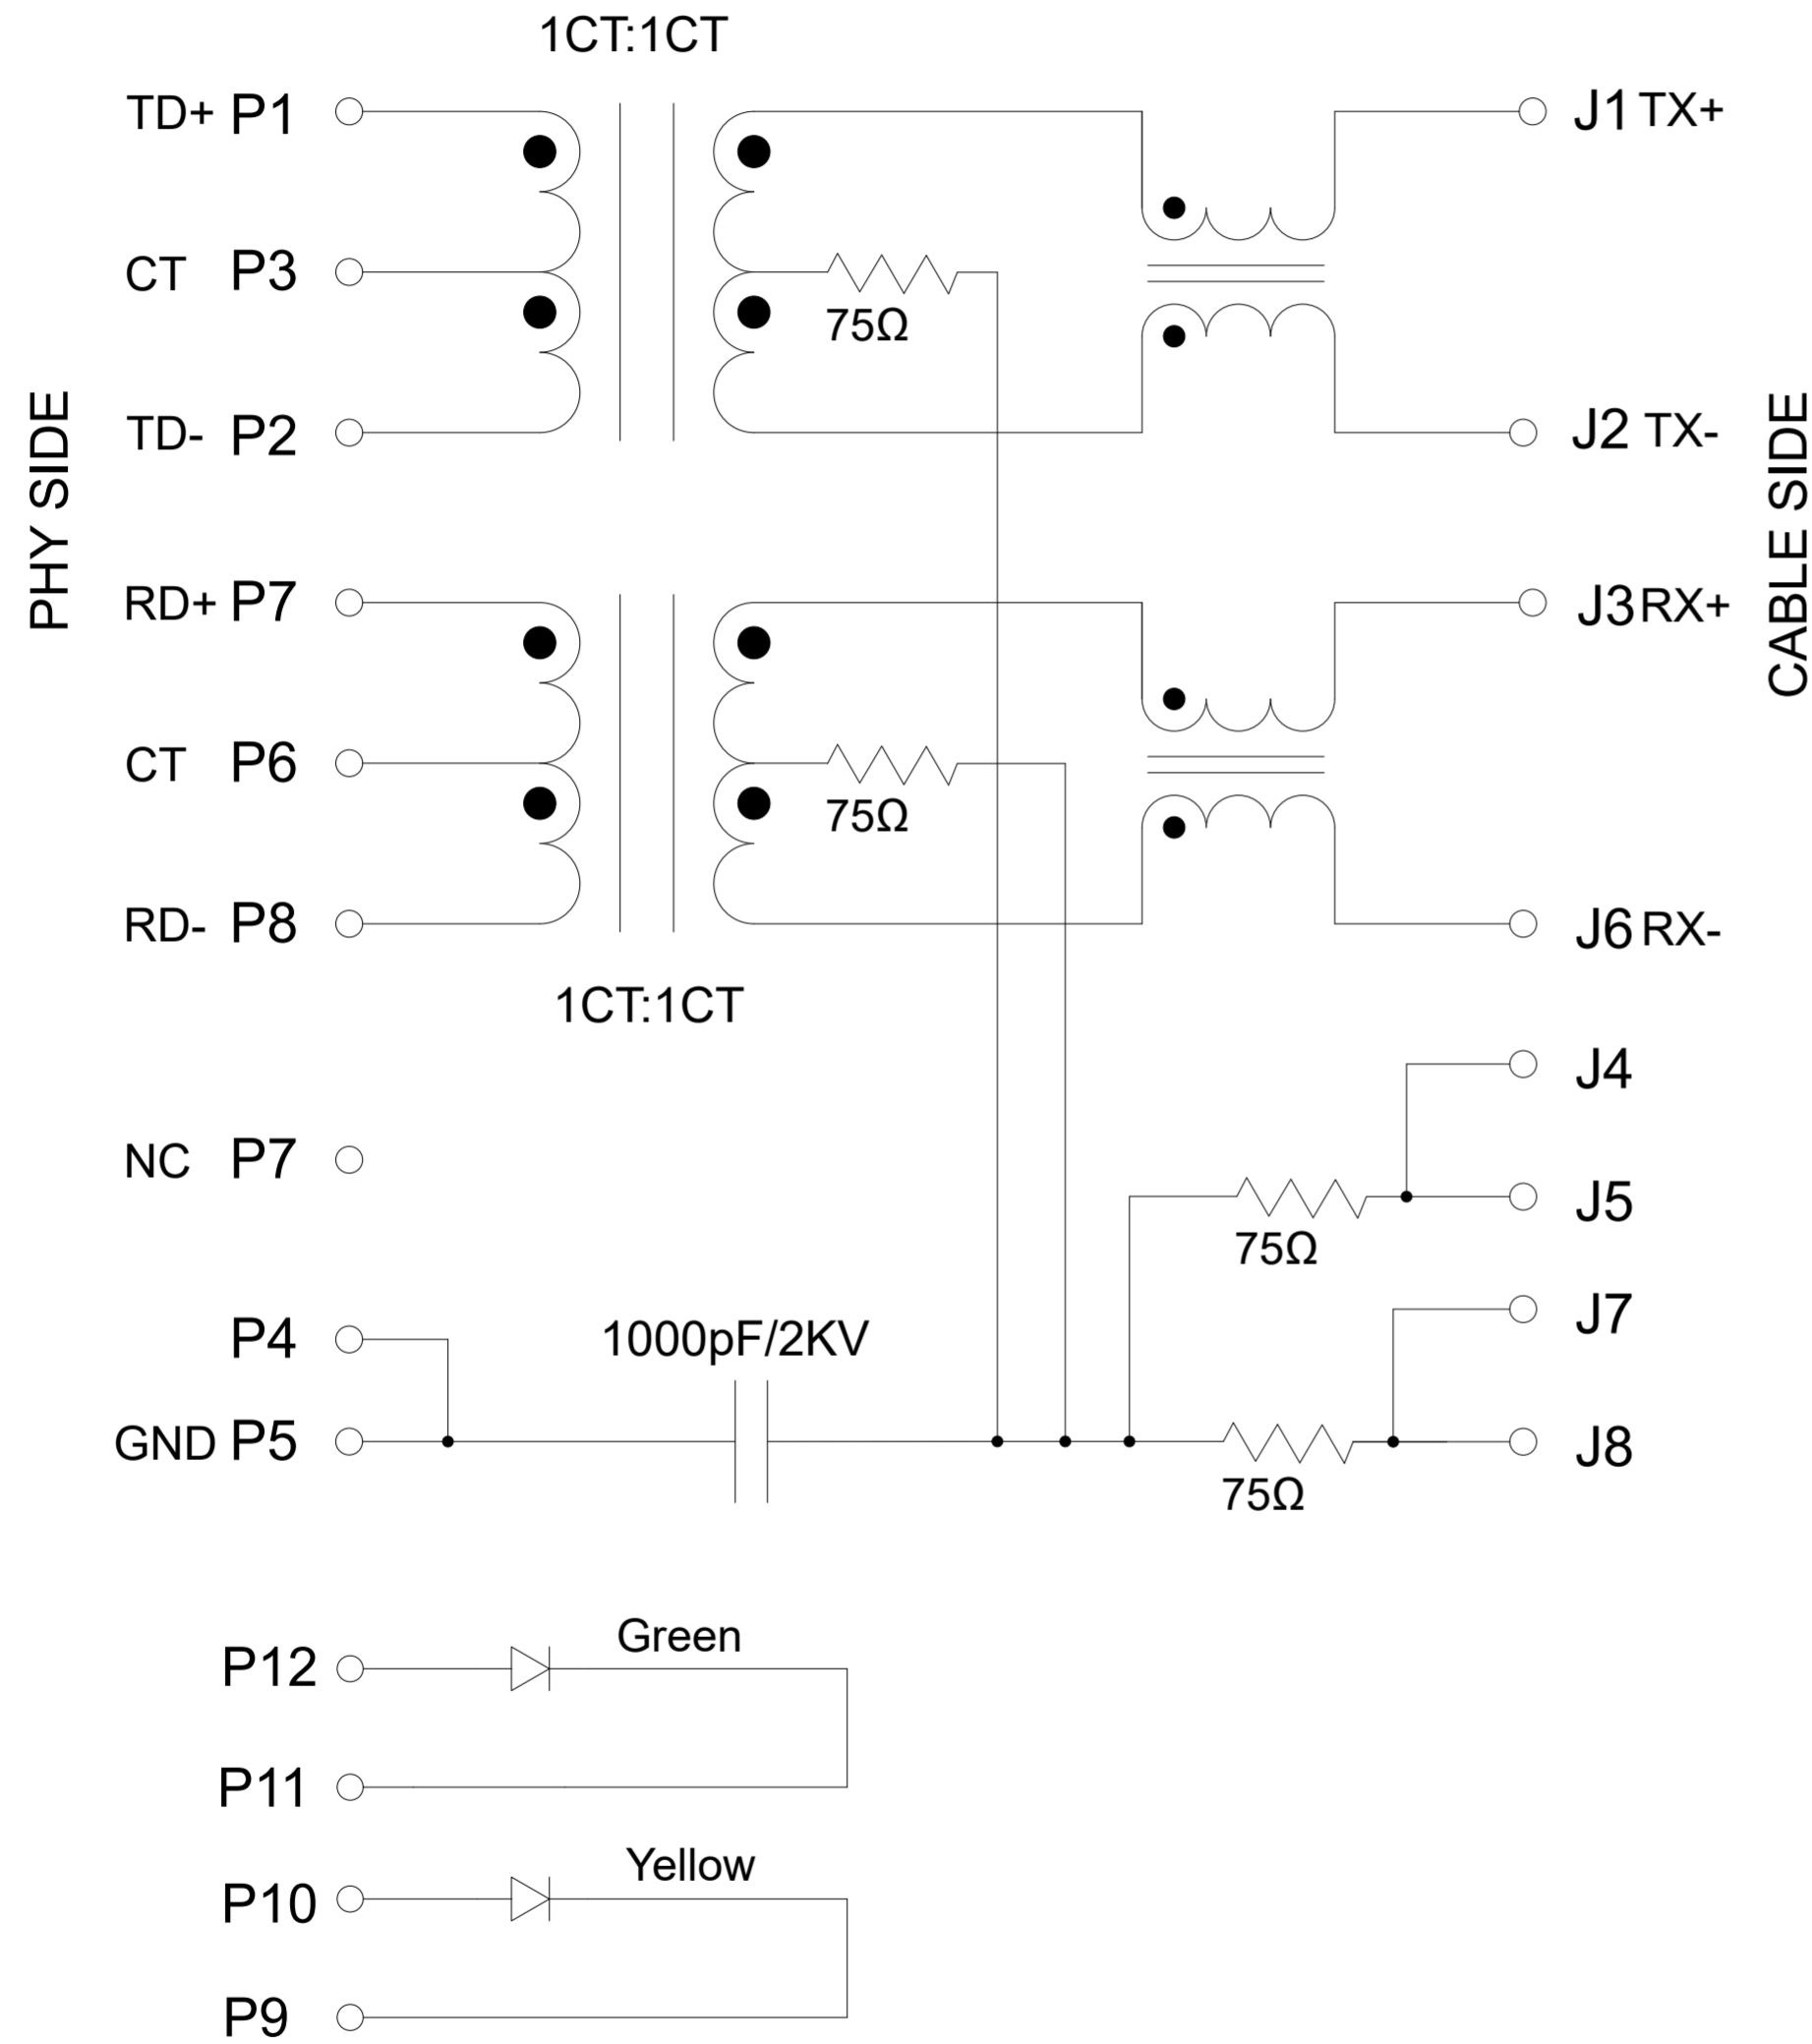 1CT:1CT
TD+ P1
J1 TX+
CT P3
75Ω
TD- P2
J2 TX-
PHY SIDE
CABLE SIDE
RD+ P7
J3 RX+
CT P6
75Ω
RD- P8
J6 RX-
1CT:1CT
J4
NC P7
J5
75Ω
P4
1000pF/2KV
J7
GND P5
J8
75Ω
Green
P12
P11
Yellow
P10
P9